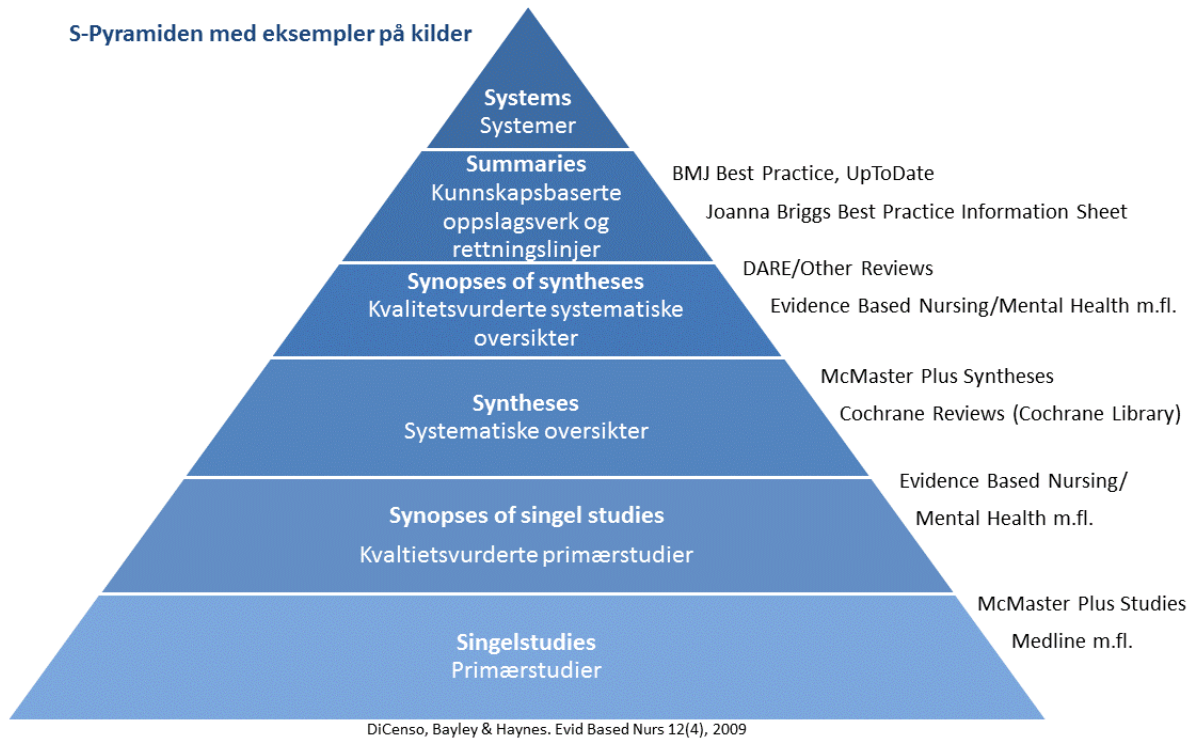 S-Pyramiden med eksempler på kilder
Systems
Systemer
Summaries
Kunnskapsbaserte
oppslagsverk og
rettningslinjer
BMJ Best Practice, UpToDate
Joanna Briggs Best Practice Information Sheet
Synopses of syntheses
Kvalitetsvurderte systematiske
oversikter
DARE/Other Reviews
Evidence Based Nursing/Mental Health m.fl.
Syntheses
Systematiske oversikter
McMaster Plus Syntheses
Cochrane Reviews (Cochrane Library)
Synopses of singel studies
Kvaltietsvurderte primærstudier
Evidence Based Nursing/
Mental Health m.fl.
Singelstudies
Primærstudier
McMaster Plus Studies
Medline m.fl.
DiCenso, Bayley & Haynes. Evid Based Nurs 12(4), 2009